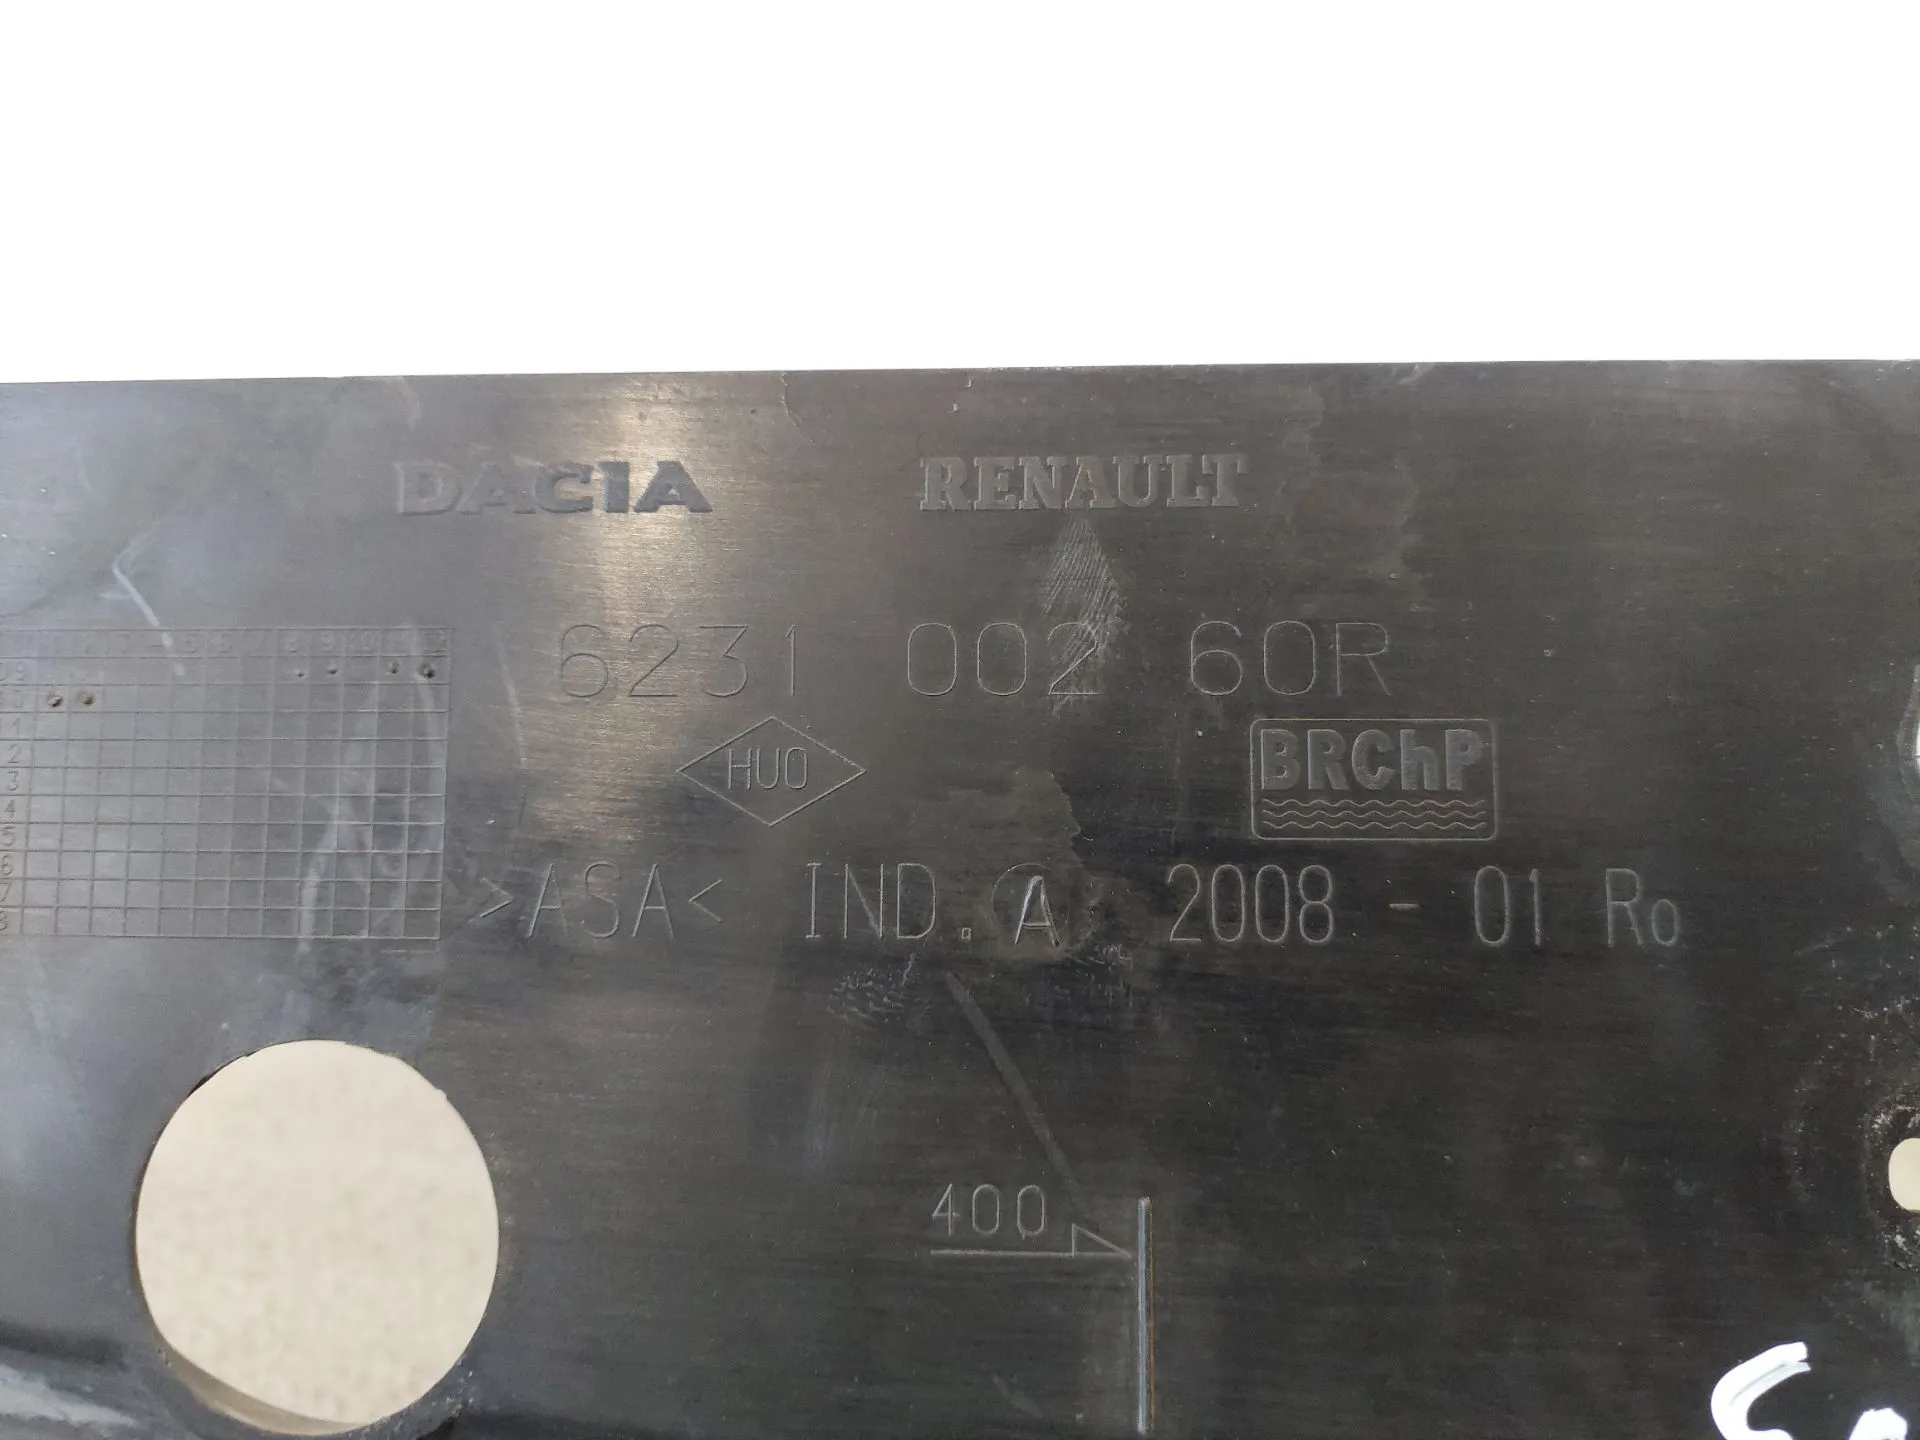 DACIA RENAULT
6231 002 60R
HUO BRChP
>ASA< IND. A 2008 - 01 Ro
400